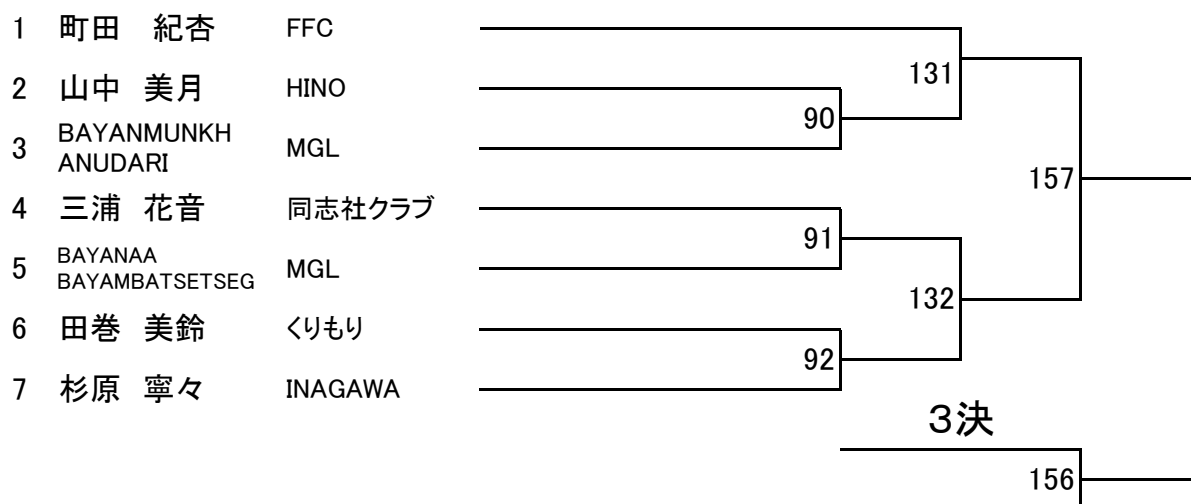 1 町田 紀杏 FFC
131
2 山中 美月 HINO
90
3 BAYANMUNKH
ANUDARI MGL
157
4 三浦 花音 同志社クラブ
91
5 BAYANAA
BAYAMBATSETSEG MGL
132
6 田巻 美鈴 くりもり
92
7 杉原 寧々 INAGAWA
3決
156